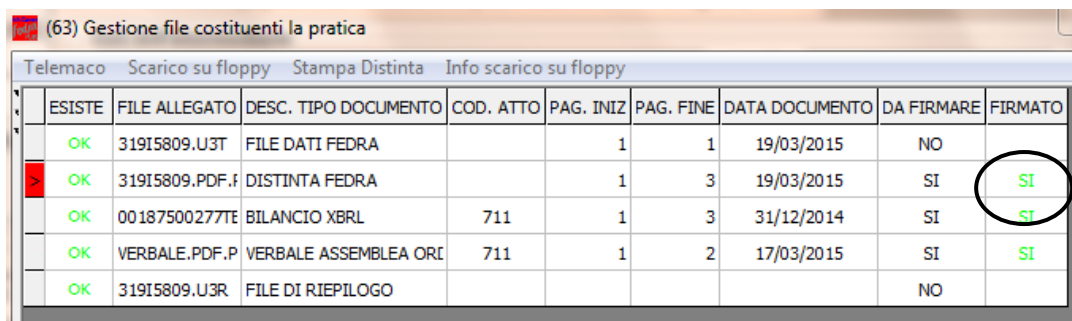 (63) Gestione file costituenti la pratica
Telemaco Scarico su floppy Stampa Distinta Info scarico su floppy
ESISTE FILE ALLEGATO DESC. TIPO DOCUMENTO COD. ATTO PAG. INIZ PAG. FINE DATA DOCUMENTO DA FIRMARE FIRMATO
OK 319I5809.U3T FILE DATI FEDRA 1 1 19/03/2015 NO
> OK 319I5809.PDF.F DISTINTA FEDRA 1 3 19/03/2015 SI SI
OK 00187500277TE BILANCIO XBRL 711 1 3 31/12/2014 SI SI
OK VERBALE.PDF.P VERBALE ASSEMBLEA ORD 711 1 2 17/03/2015 SI SI
OK 319I5809.U3R FILE DI RIEPILOGO NO